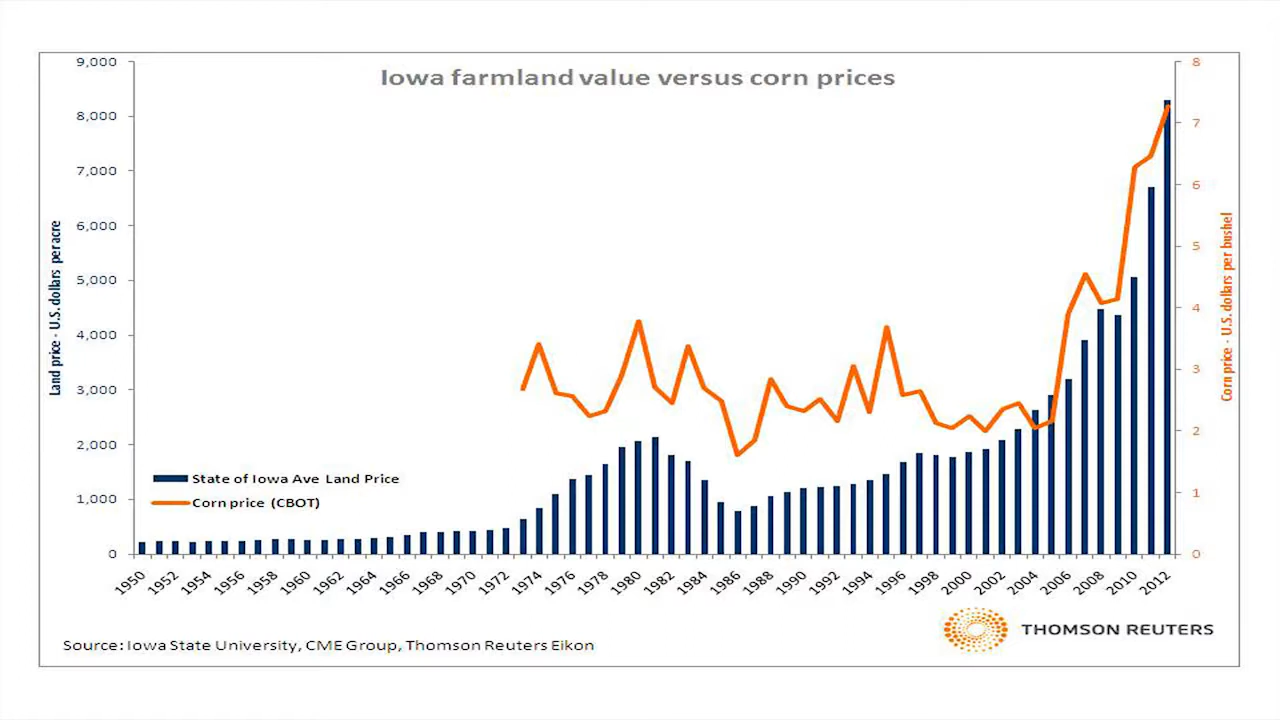 Iowa farmland value versus corn prices
9,000
8,000
7,000
6,000
5,000
4,000
3,000
2,000
1,000
0
Land price - U.S. dollars per acre
8
7
6
5
4
3
2
1
0
Corn price - U.S. dollars per bushel
State of Iowa Ave Land Price
Corn price (CBOT)
1950 1952 1954 1956 1958 1960 1962 1964 1966 1968 1970 1972 1974 1976 1978 1980 1982 1984 1986 1988 1990 1992 1994 1996 1998 2000 2002 2004 2006 2008 2010 2012
THOMSON REUTERS
Source: Iowa State University, CME Group, Thomson Reuters Eikon